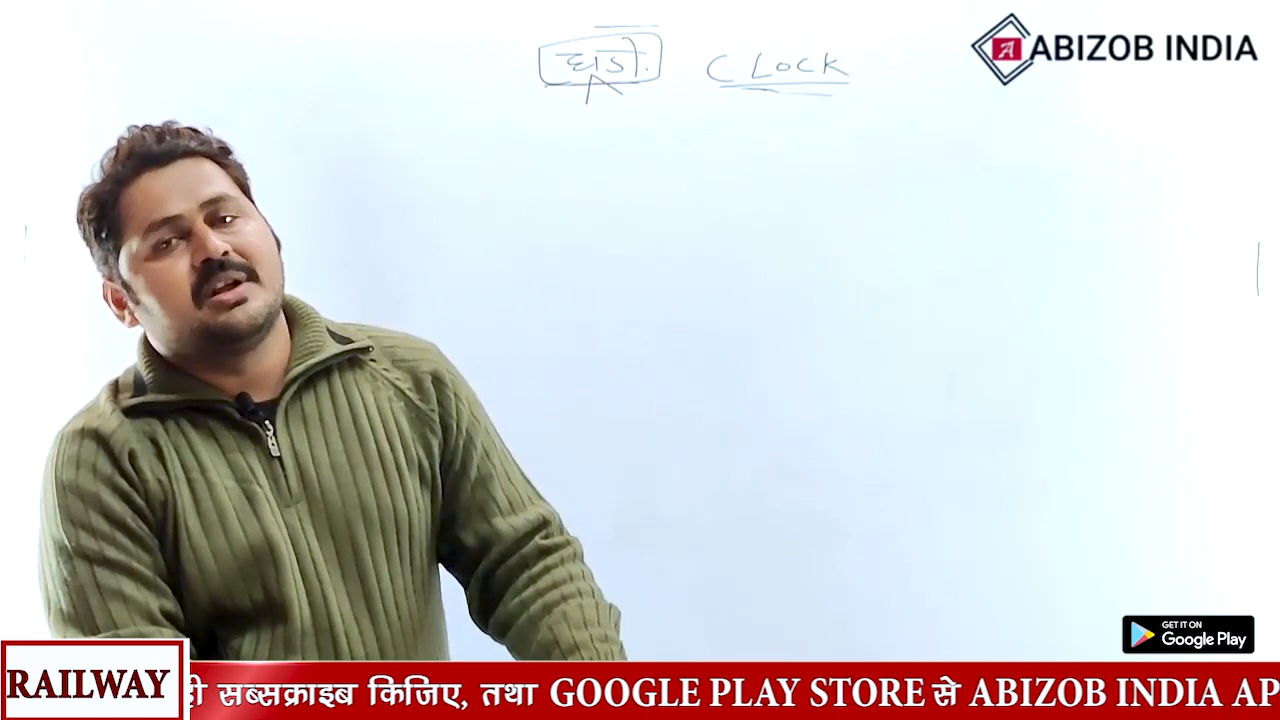 घड़ी CLOCK
A ABIZOB INDIA
GET IT ON
Google Play
RAILWAY
ही सब्सक्राइब किजिए, तथा GOOGLE PLAY STORE से ABIZOB INDIA AP